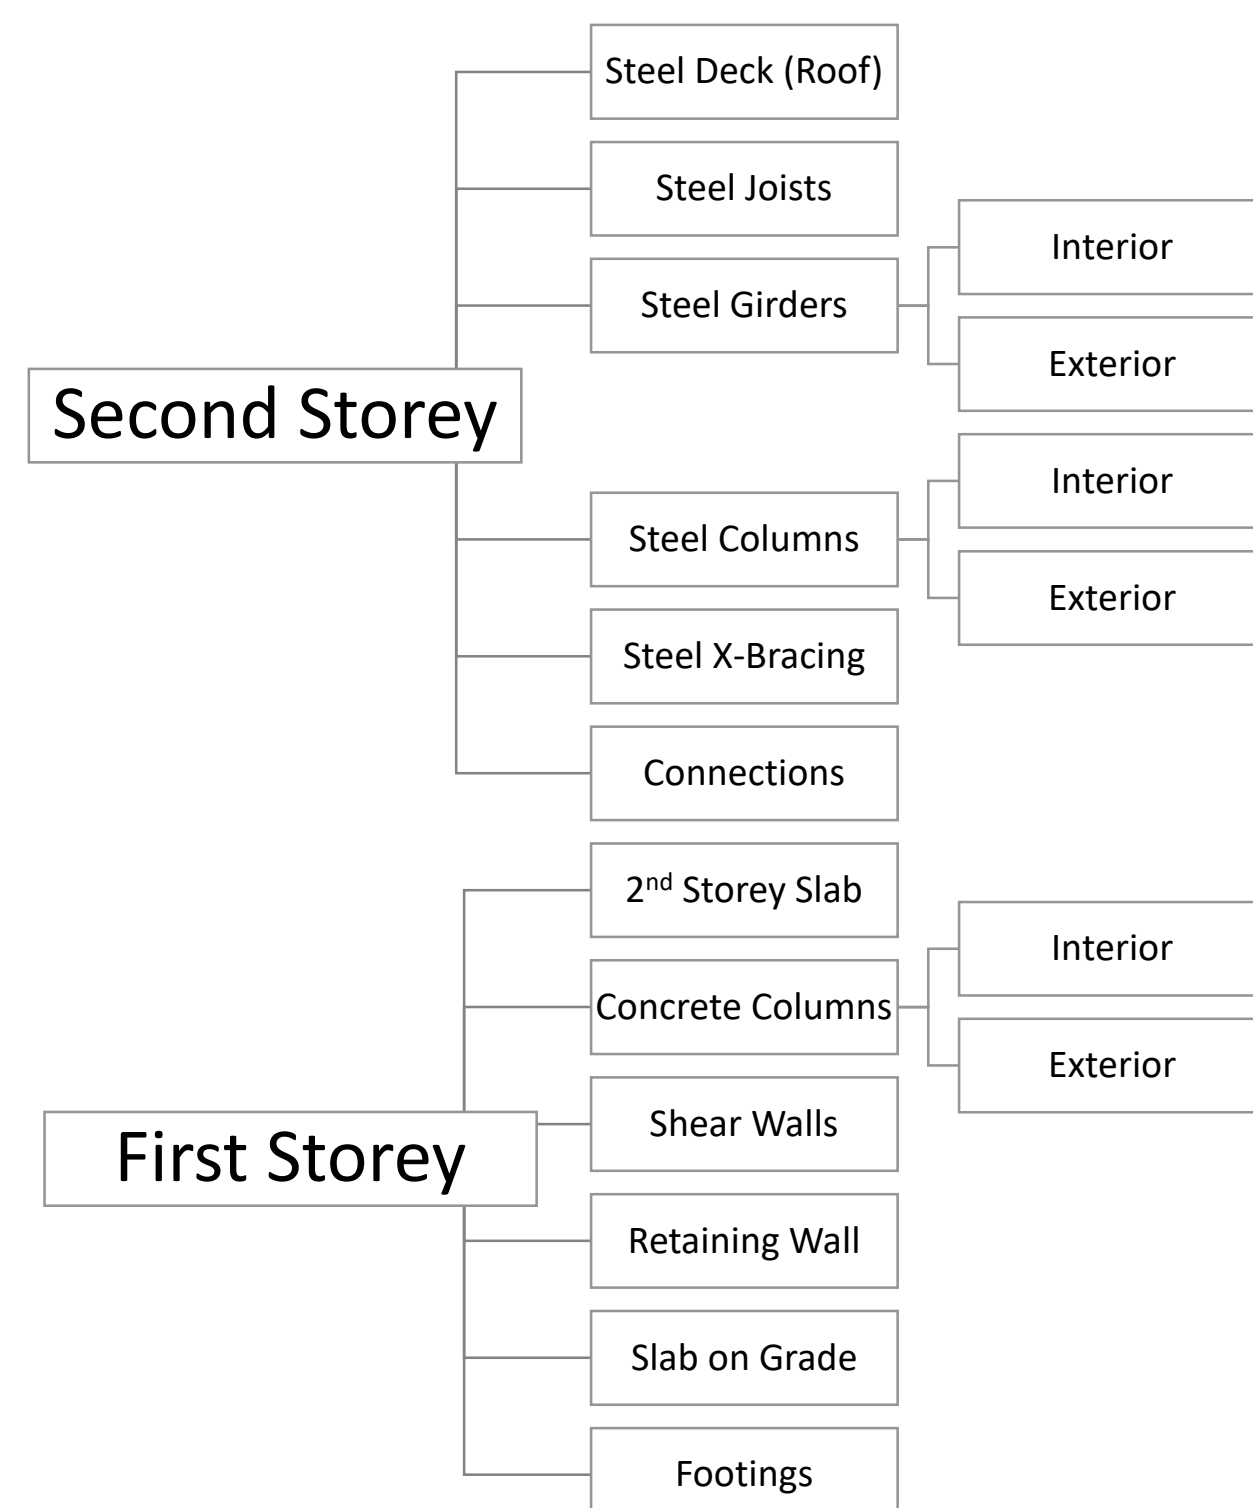 Second Storey
Steel Deck (Roof)
Steel Joists
Steel Girders
Interior
Exterior
Steel Columns
Interior
Exterior
Steel X-Bracing
Connections
First Storey
2nd Storey Slab
Concrete Columns
Interior
Exterior
Shear Walls
Retaining Wall
Slab on Grade
Footings